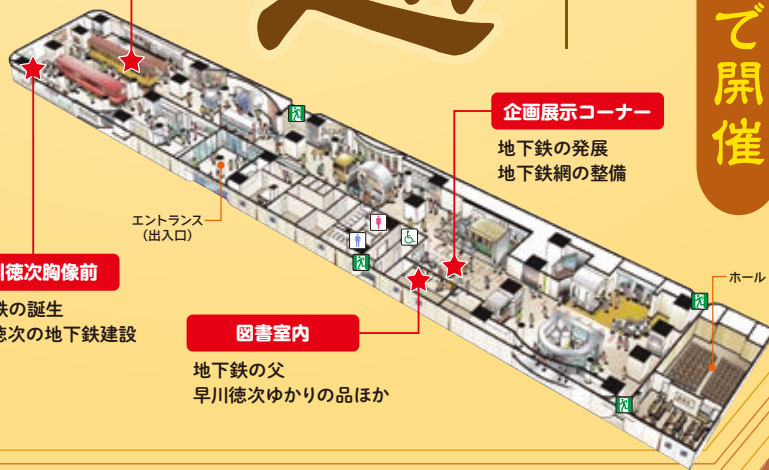 で開催
企画展示コーナー
地下鉄の発展
地下鉄網の整備
エントランス
(出入口)
ホール
徳次胸像前
鉄の誕生
徳次の地下鉄建設
図書室内
地下鉄の父
早川徳次ゆかりの品ほか